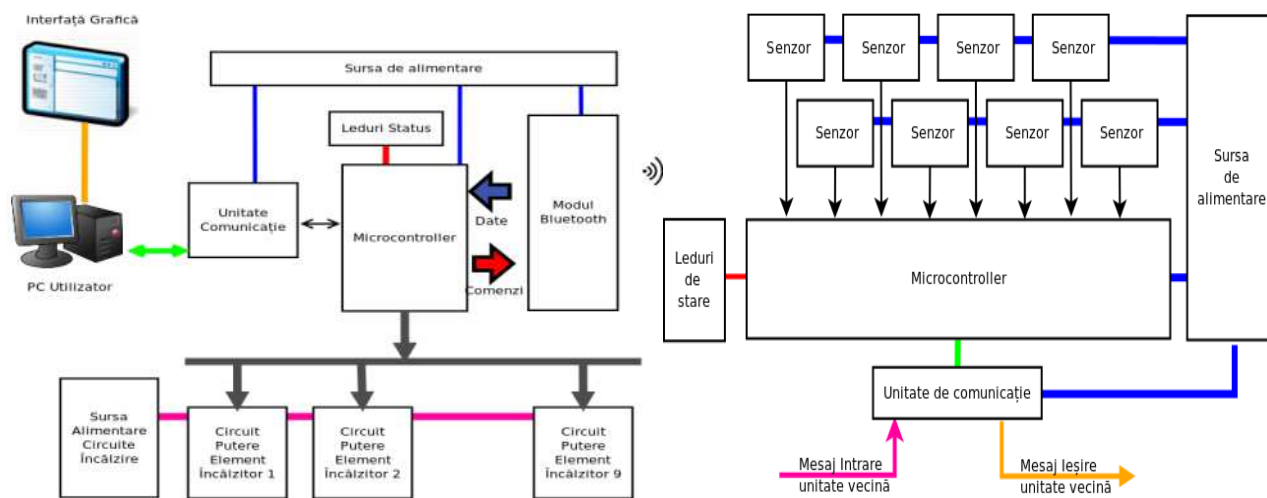 Interfață Grafică
Sursa de alimentare
Leduri Status
Unitate
Comunicație
Microcontroller
Date
Comenzi
Modul
Bluetooth
PC Utilizator
Sursa
Alimentare
Circuite
Încălzire
Circuit
Putere
Element
Încălzitor 1
Circuit
Putere
Element
Încălzitor 2
Circuit
Putere
Element
Încălzitor 9
Senzor
Senzor
Senzor
Senzor
Senzor
Senzor
Senzor
Senzor
Sursa
de
alimentare
Leduri
de
stare
Microcontroller
Unitate de comunicație
Mesaj Intrare
unitate vecină
Mesaj Ieșire
unitate vecină